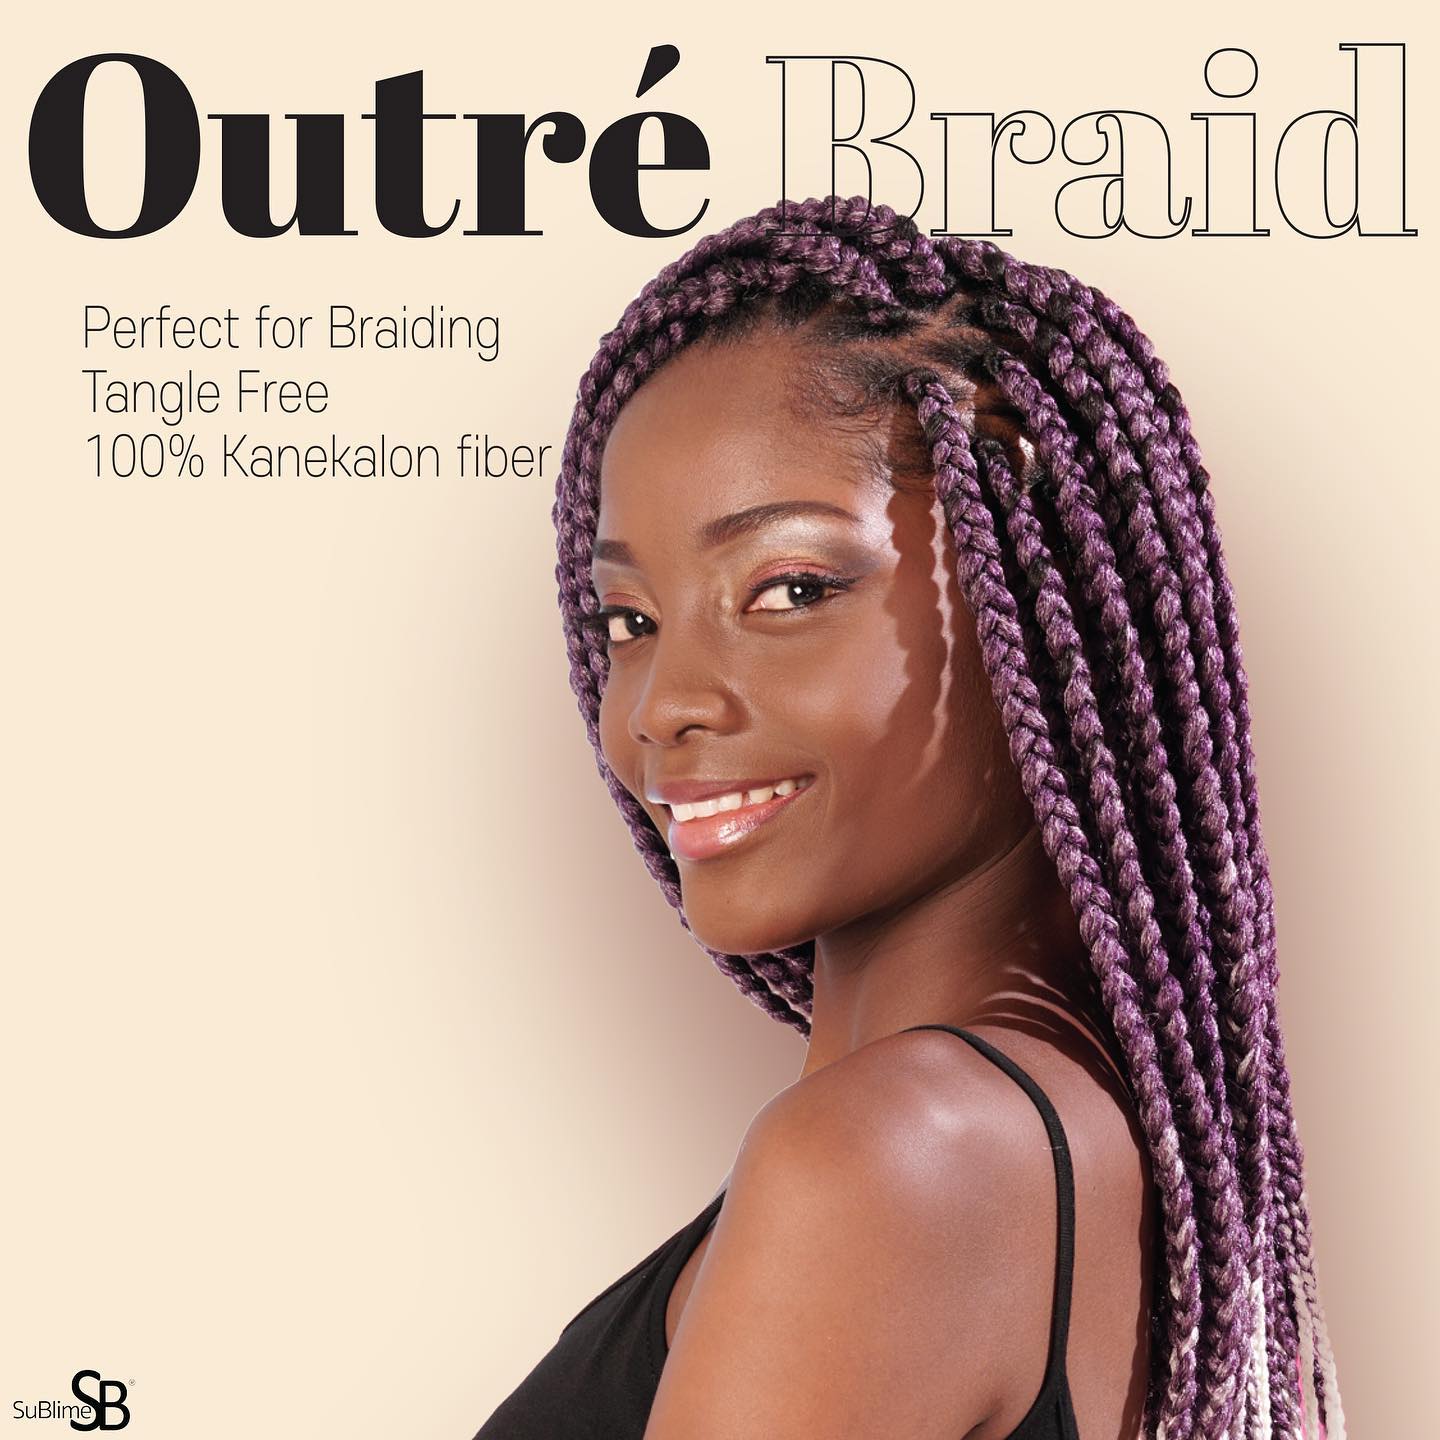 Outré Braid
Perfect for Braiding
Tangle Free
100% Kanekalon fiber
SuBlime SB®